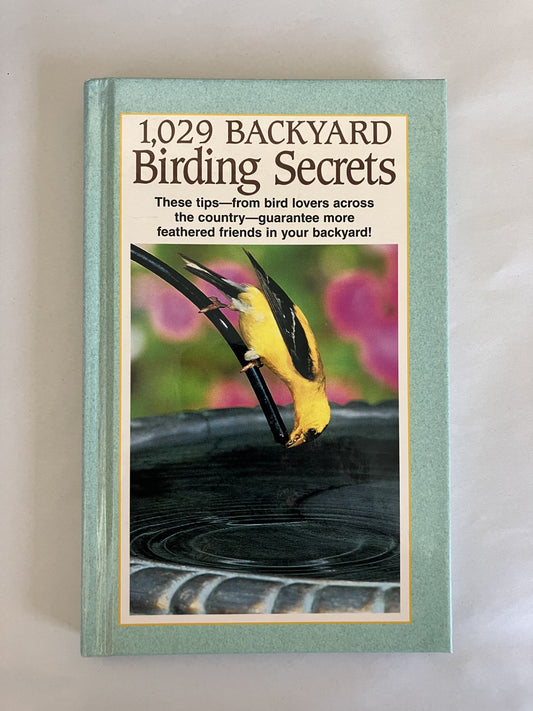 1,029 BACKYARD
Birding Secrets
These tips—from bird lovers across
the country—guarantee more
feathered friends in your backyard!